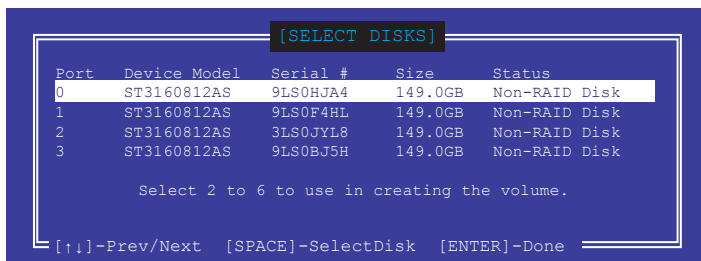 [SELECT DISKS]
Port Device Model Serial # Size Status
0 ST3160812AS 9LS0HJA4 149.0GB Non-RAID Disk
1 ST3160812AS 9LS0F4HL 149.0GB Non-RAID Disk
2 ST3160812AS 3LS0JYL8 149.0GB Non-RAID Disk
3 ST3160812AS 9LS0BJ5H 149.0GB Non-RAID Disk
Select 2 to 6 to use in creating the volume.
[↑↓]-Prev/Next [SPACE]-SelectDisk [ENTER]-Done